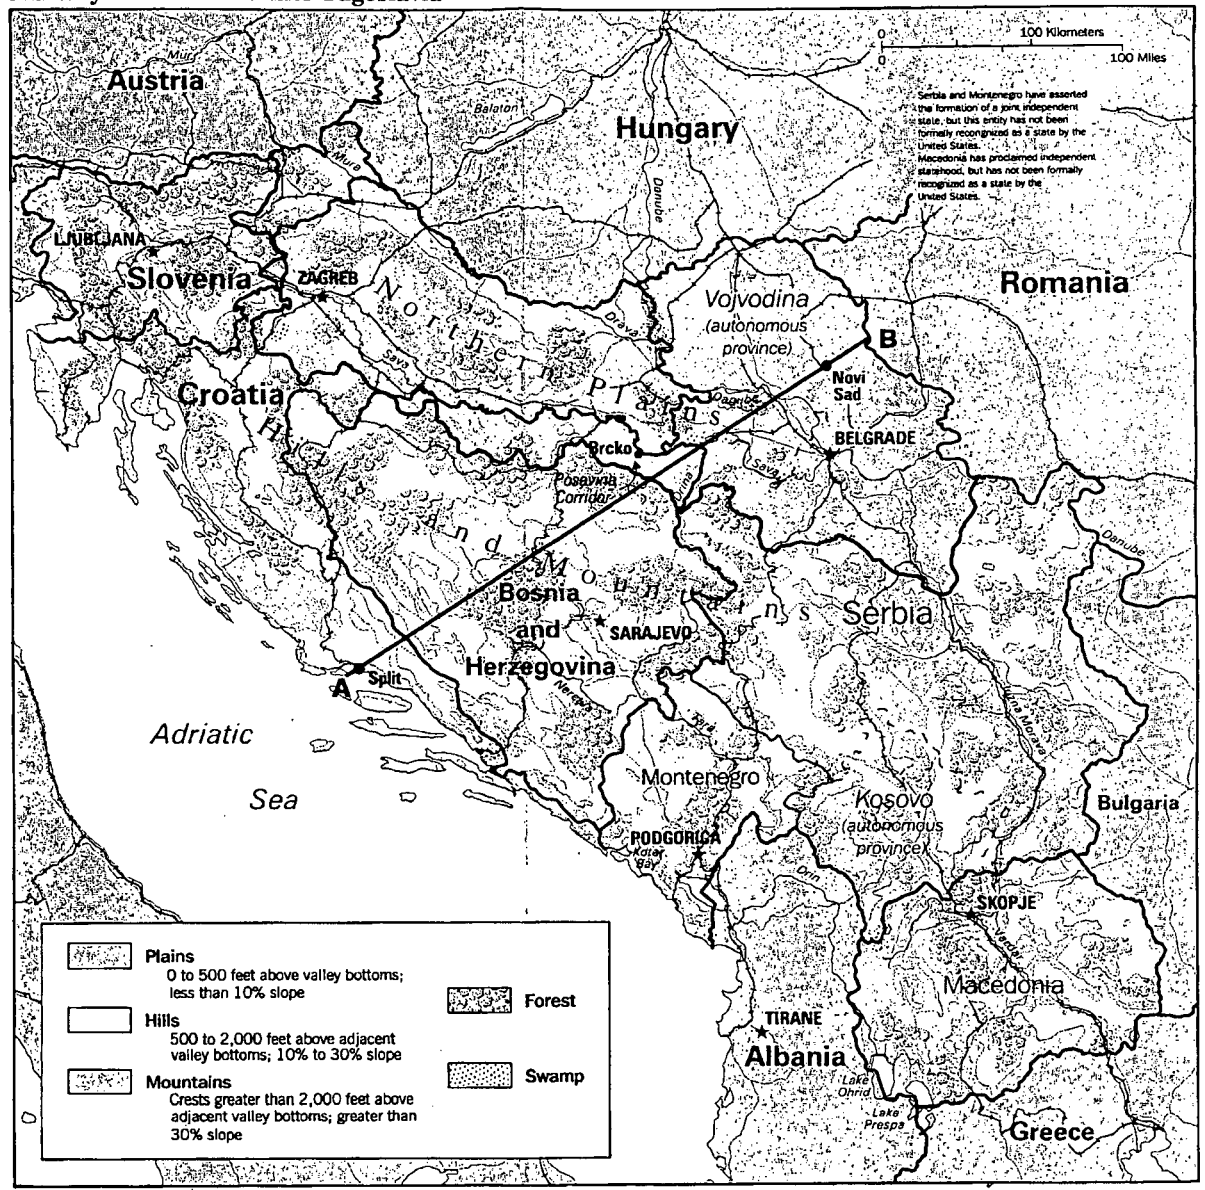 0
100 Kilometers
0
100 Miles
Serbia and Montenegro have asserted
the formation of a joint independent
state, but this entity has not been
formally recongnized as a state by the
United States.
Macedonia has proclaimed independent
statehood, but has not been formally
recognized as a state by the
United States.
Austria
Mur
Balaton
Hungary
Mura
Danube
LJUBLJANA
Slovenia
ZAGREB
Romania
Vojvodina
(autonomous
province)
B
Northern Plains
Drava
Sava
Novi
Sad
Danube
Croatia
BELGRADE
Brcko
Sava
Posavina
Corridor
Hills and Mountains
Danube
Bosnia
and
Herzegovina
SARAJEVO
Serbia
A
Split
Tara
Adriatic
Sea
Montenegro
Kosovo
(autonomous
province)
Bulgaria
PODGORICA
Kotor
Bay
Drin
SKOPJE
Vardar
Macedonia
TIRANE
Albania
Lake
Ohrid
Lake
Prespa
Greece
Plains
0 to 500 feet above valley bottoms;
less than 10% slope
Hills
500 to 2,000 feet above adjacent
valley bottoms; 10% to 30% slope
Mountains
Crests greater than 2,000 feet above
adjacent valley bottoms; greater than
30% slope
Forest
Swamp